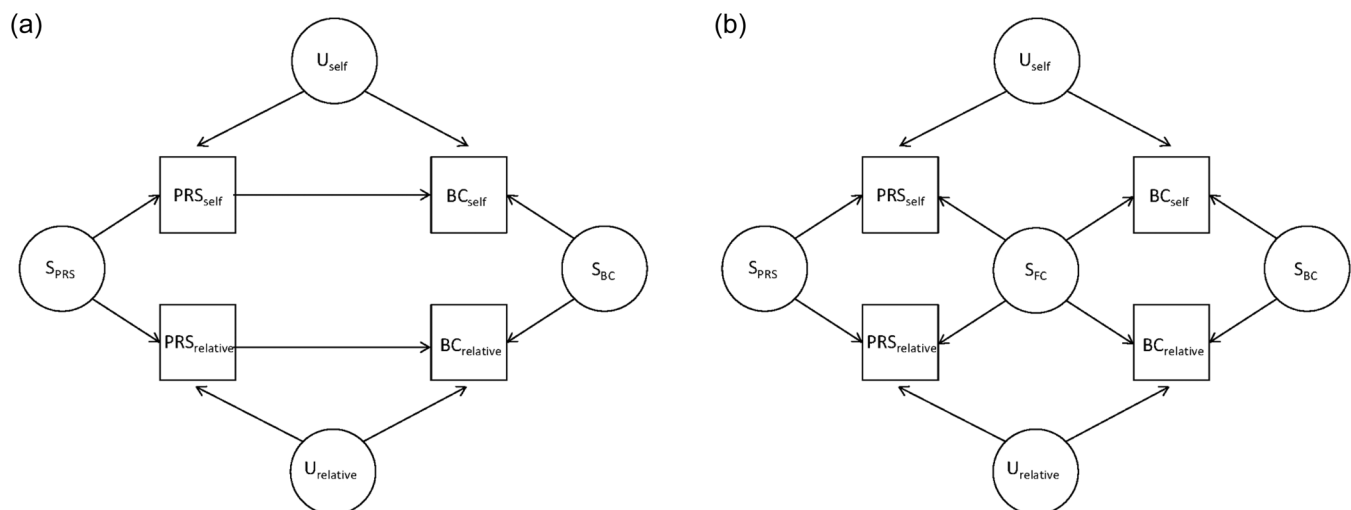 (a)
U_self
PRS_self
BC_self
S_PRS
S_BC
PRS_relative
BC_relative
U_relative
(b)
U_self
PRS_self
BC_self
S_PRS
S_FC
S_BC
PRS_relative
BC_relative
U_relative